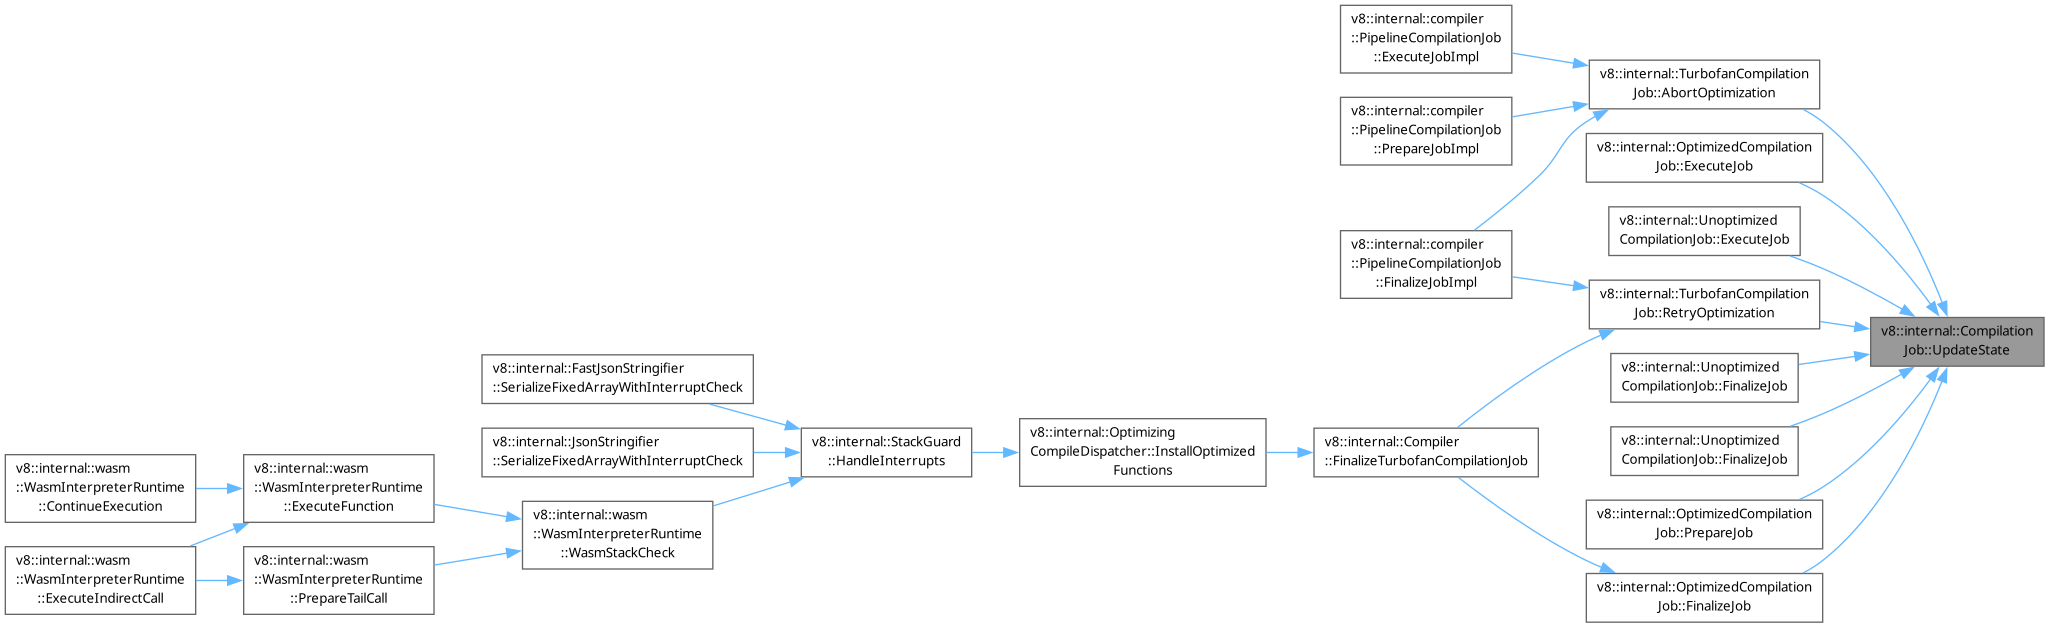 v8::internal::compiler
::PipelineCompilationJob
::ExecuteJobImpl
v8::internal::TurbofanCompilation
Job::AbortOptimization
v8::internal::compiler
::PipelineCompilationJob
::PrepareJobImpl
v8::internal::OptimizedCompilation
Job::ExecuteJob
v8::internal::Unoptimized
CompilationJob::ExecuteJob
v8::internal::compiler
::PipelineCompilationJob
::FinalizeJobImpl
v8::internal::TurbofanCompilation
Job::RetryOptimization
v8::internal::Compilation
Job::UpdateState
v8::internal::FastJsonStringifier
::SerializeFixedArrayWithInterruptCheck
v8::internal::Unoptimized
CompilationJob::FinalizeJob
v8::internal::JsonStringifier
::SerializeFixedArrayWithInterruptCheck
v8::internal::StackGuard
::HandleInterrupts
v8::internal::Optimizing
CompileDispatcher::InstallOptimized
Functions
v8::internal::Compiler
::FinalizeTurbofanCompilationJob
v8::internal::Unoptimized
CompilationJob::FinalizeJob
v8::internal::wasm
::WasmInterpreterRuntime
::ContinueExecution
v8::internal::wasm
::WasmInterpreterRuntime
::ExecuteFunction
v8::internal::wasm
::WasmInterpreterRuntime
::WasmStackCheck
v8::internal::OptimizedCompilation
Job::PrepareJob
v8::internal::wasm
::WasmInterpreterRuntime
::ExecuteIndirectCall
v8::internal::wasm
::WasmInterpreterRuntime
::PrepareTailCall
v8::internal::OptimizedCompilation
Job::FinalizeJob